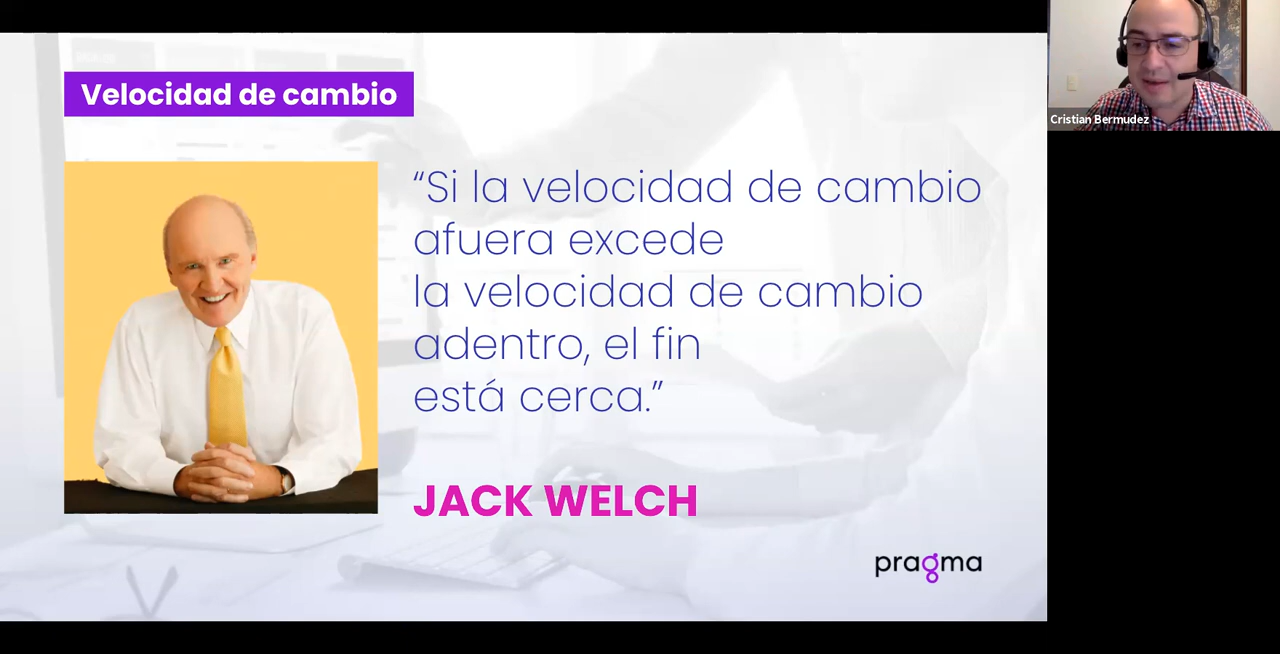 Velocidad de cambio
“Si la velocidad de cambio
afuera excede
la velocidad de cambio
adentro, el fin
está cerca.”
JACK WELCH
pragma
Cristian Bermudez